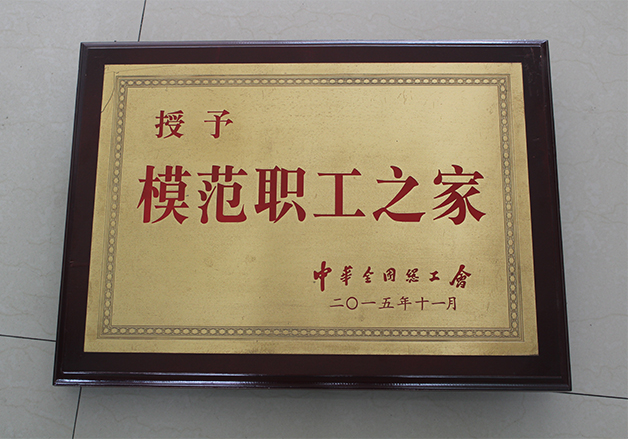 授予
模范职工之家
中华全国总工會
二〇一五年十一月